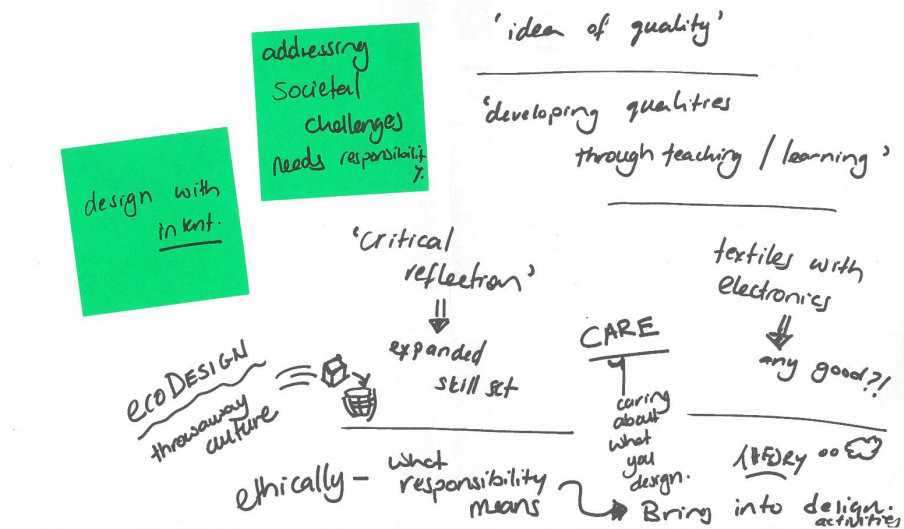 'idea of quality'
'developing qualities
through teaching / learning'
addressing
societal
challenges
needs responsibility
design with
intent.
'critical
reflection'
expanded
skill set
textiles with
electronics
any good?!
CARE
caring
about
what
you
design.
ecoDESIGN
throwaway
culture
ethically – what
responsibility
means
THEORY
Bring into design.
activities